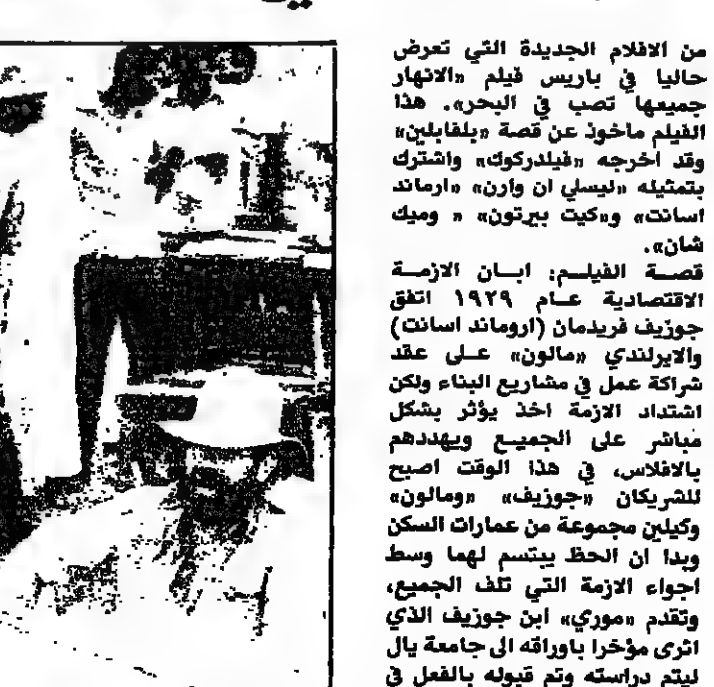 من الافلام الجديدة التي تعرض
حاليا في باريس فيلم «الانهار
جميعها تصب في البحر». هذا
الفيلم ماخوذ عن قصة «بلفابلين»
وقد اخرجه «فيلدركوك» واشترك
بتمثيله «ليسلي ان وارن» «ارماند
اسانت» و«كيت بيرتون» « وميك
شان».
قصة الفيلم: ابان الازمة
الاقتصادية عام ١٩٢٩ اتفق
جوزيف فريدمان (اروماند اسانت)
والايرلندي «مالون» على عقد
شراكة عمل في مشاريع البناء ولكن
اشتداد الازمة اخذ يؤثر بشكل
مباشر على الجميع ويهددهم
بالافلاس، في هذا الوقت اصبح
للشريكان «جوزيف» «ومالون»
وكيلين مجموعة من عمارات السكن
وبدا ان الحظ يبتسم لهما وسط
اجواء الازمة التي تلف الجميع،
وتقدم «موري» ابن جوزيف الذي
اثرى مؤخرا باوراقه الى جامعة يال
ليتم دراسته وتم قبوله بالفعل في